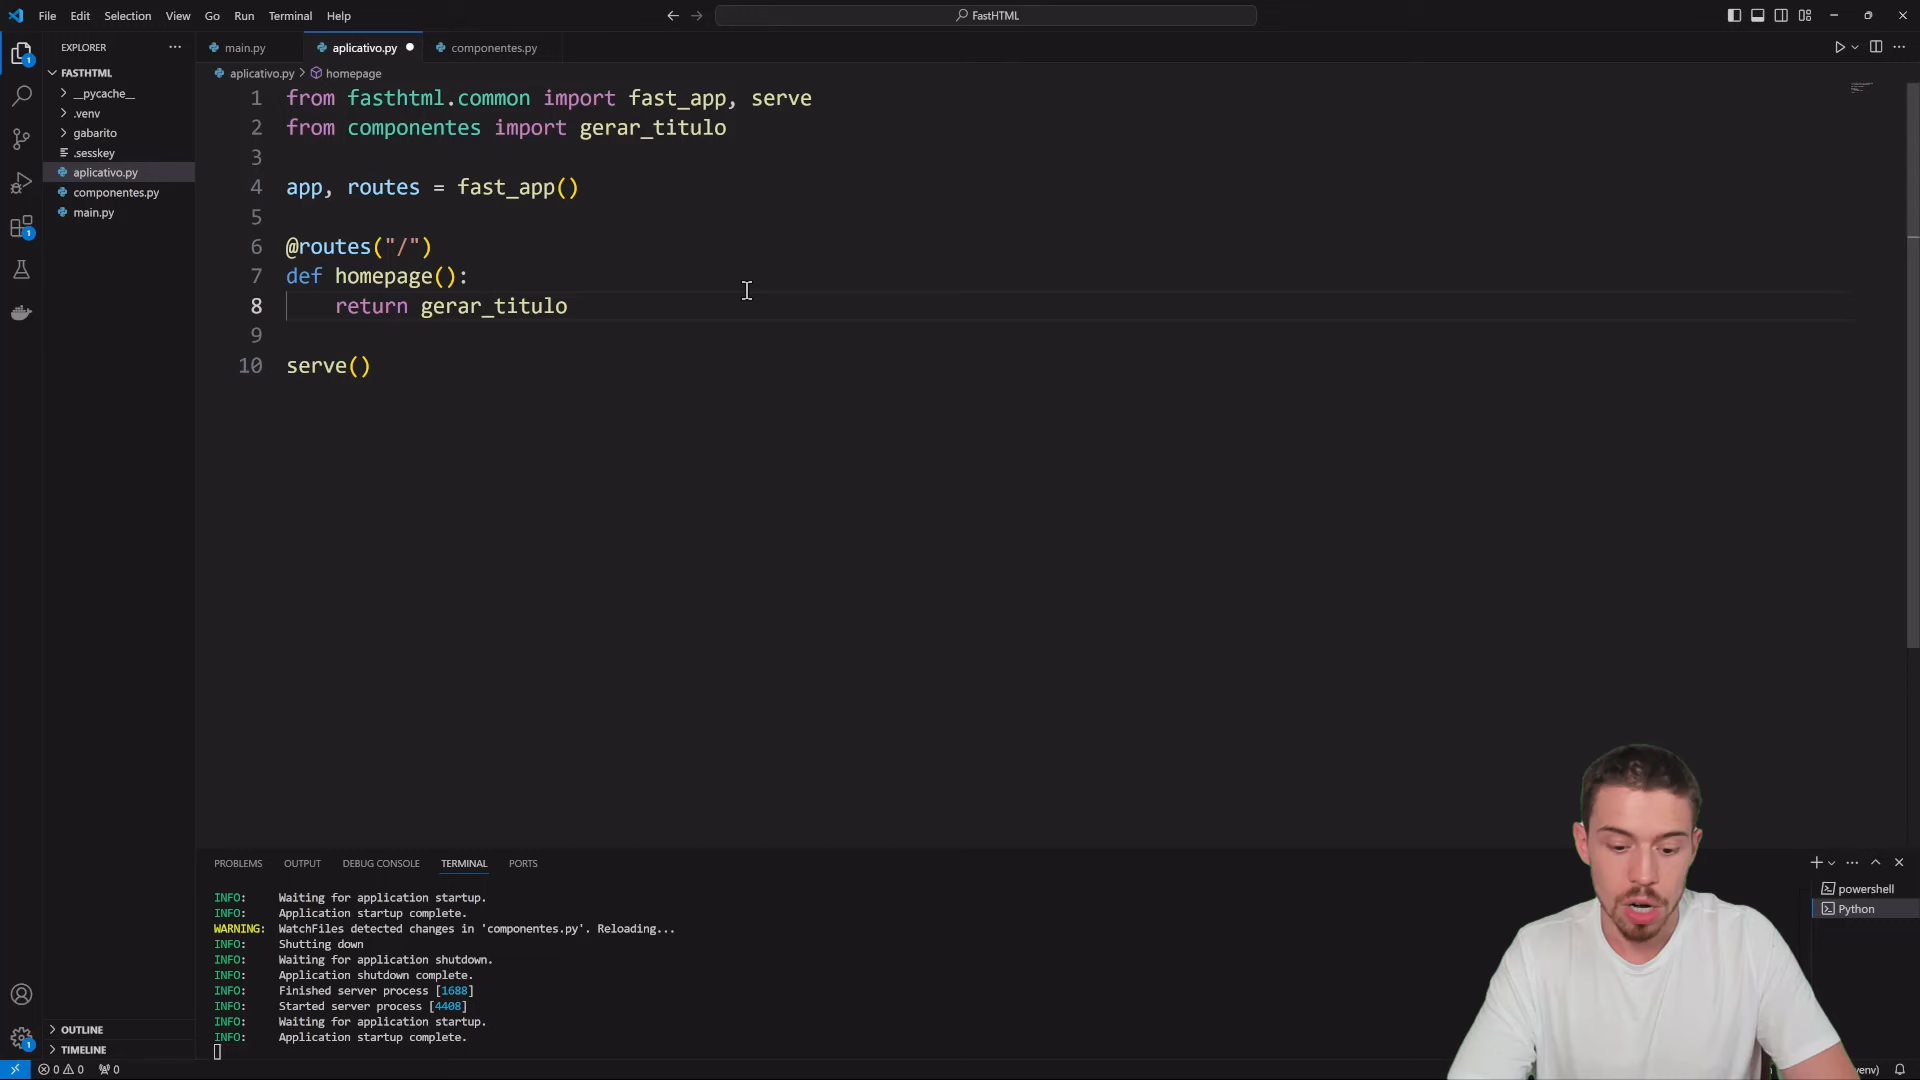 File Edit Selection View Go Run Terminal Help
FastHTML
EXPLORER
main.py
aplicativo.py
componentes.py
FASTHTML
__pycache__
.venv
gabarito
.sesskey
aplicativo.py
componentes.py
main.py
aplicativo.py > homepage
1 from fasthtml.common import fast_app, serve
2 from componentes import gerar_titulo
3
4 app, routes = fast_app()
5
6 @routes("/")
7 def homepage():
8 return gerar_titulo
9
10 serve()
PROBLEMS OUTPUT DEBUG CONSOLE TERMINAL PORTS
INFO: Waiting for application startup.
INFO: Application startup complete.
WARNING: WatchFiles detected changes in 'componentes.py'. Reloading...
INFO: Shutting down
INFO: Waiting for application shutdown.
INFO: Application shutdown complete.
INFO: Finished server process [1688]
INFO: Started server process [4408]
INFO: Waiting for application startup.
INFO: Application startup complete.
powershell
Python
OUTLINE
TIMELINE
0 0 0
venv)